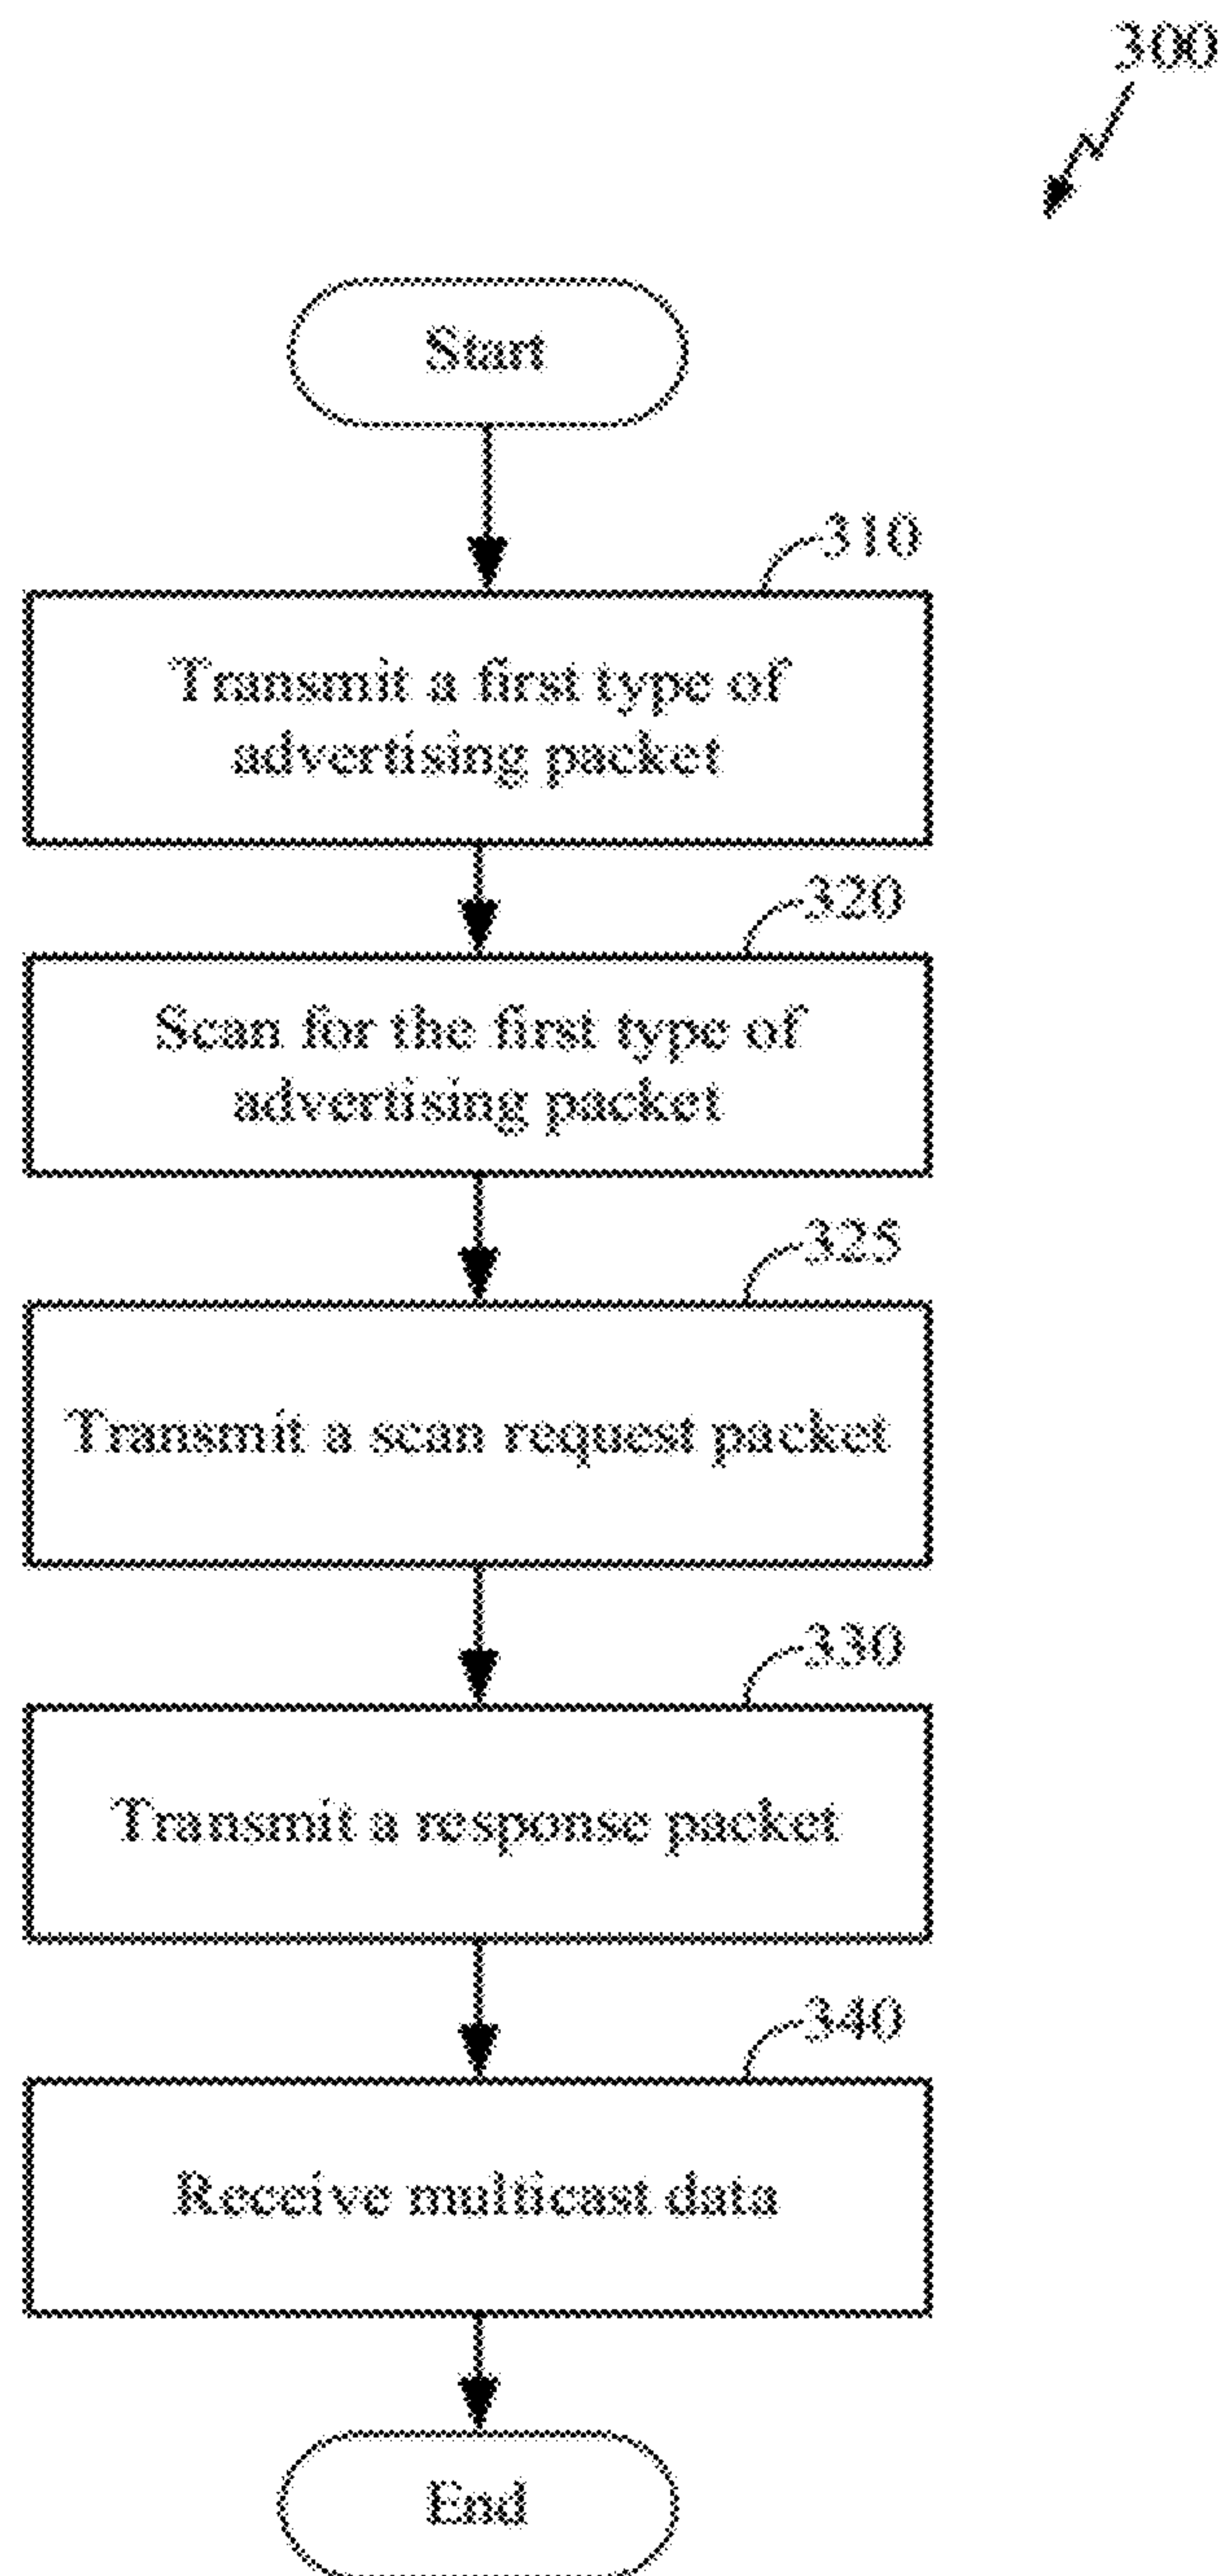 300
Start
310
Transmit a first type of
advertising packet
320
Scan for the first type of
advertising packet
325
Transmit a scan request packet
330
Transmit a response packet
340
Receive multicast data
End